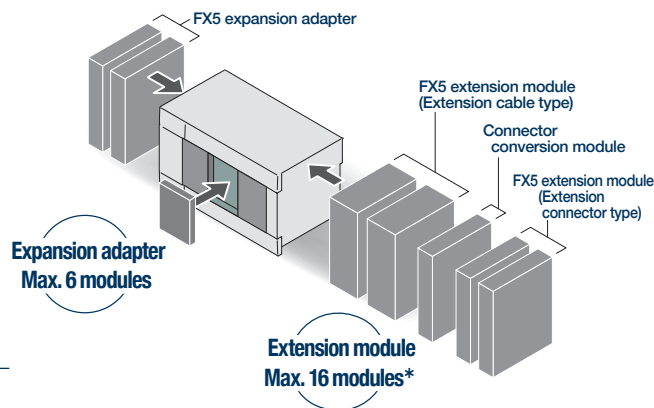 FX5 expansion adapter
FX5 extension module
(Extension cable type)
Connector
conversion module
FX5 extension module
(Extension
connector type)
Expansion adapter
Max. 6 modules
Extension module
Max. 16 modules*